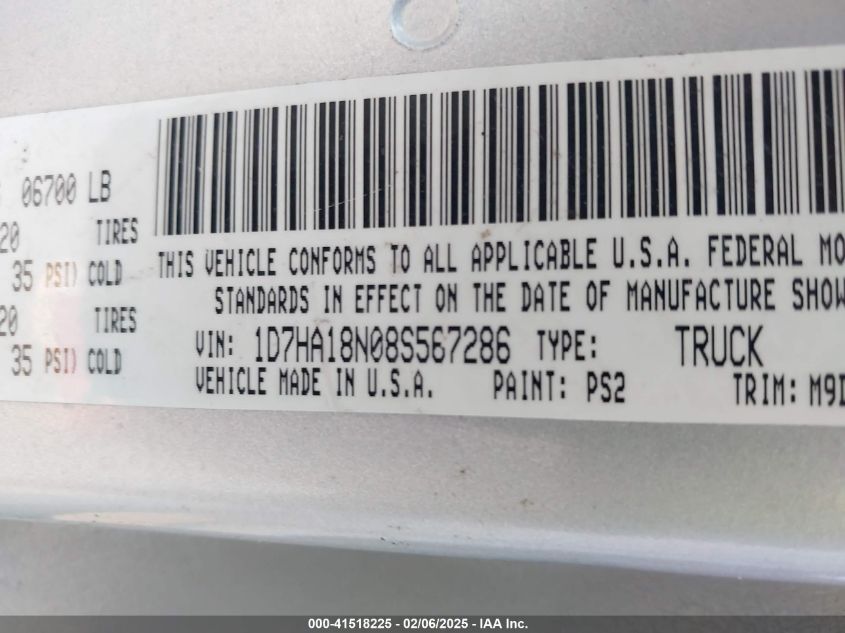 06700 LB
20 TIRES
35 PSI) COLD
20 TIRES
35 PSI) COLD
THIS VEHICLE CONFORMS TO ALL APPLICABLE U.S.A. FEDERAL MO
STANDARDS IN EFFECT ON THE DATE OF MANUFACTURE SHOW
VIN: 1D7HA18N08S567286 TYPE: TRUCK
VEHICLE MADE IN U.S.A. PAINT: PS2 TRIM: M9D
000-41518225 - 02/06/2025 - IAA Inc.